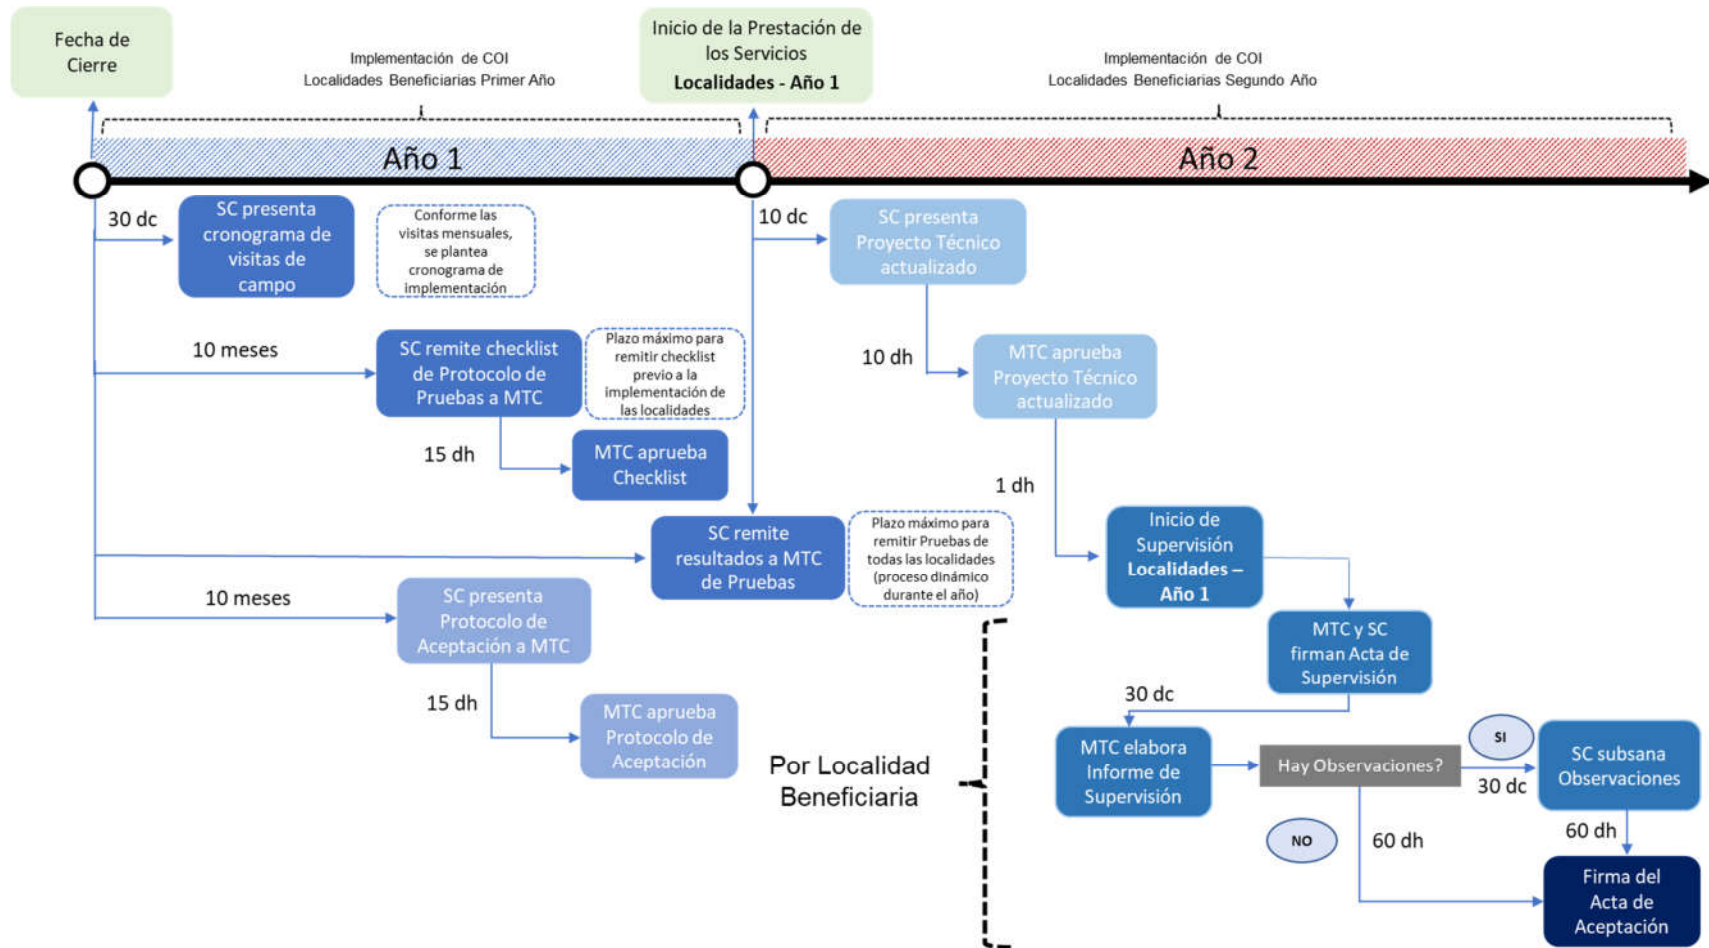 Fecha de
Cierre
Implementación de COI
Localidades Beneficiarias Primer Año
Inicio de la Prestación de
los Servicios
Localidades - Año 1
Implementación de COI
Localidades Beneficiarias Segundo Año
Año 1
Año 2
30 dc
SC presenta
cronograma de
visitas de
campo
Conforme las
visitas mensuales,
se plantea
cronograma de
implementación
10 dc
SC presenta
Proyecto Técnico
actualizado
10 meses
SC remite checklist
de Protocolo de
Pruebas a MTC
Plazo máximo para
remitir checklist
previo a la
implementación de
las localidades
10 dh
MTC aprueba
Proyecto Técnico
actualizado
15 dh
MTC aprueba
Checklist
1 dh
SC remite
resultados a MTC
de Pruebas
Plazo máximo para
remitir Pruebas de
todas las localidades
(proceso dinámico
durante el año)
Inicio de
Supervisión
Localidades –
Año 1
10 meses
SC presenta
Protocolo de
Aceptación a MTC
MTC y SC
firman Acta de
Supervisión
15 dh
MTC aprueba
Protocolo de
Aceptación
30 dc
Por Localidad
Beneficiaria
MTC elabora
Informe de
Supervisión
Hay Observaciones?
SI
30 dc
SC subsana
Observaciones
NO
60 dh
60 dh
Firma del
Acta de
Aceptación